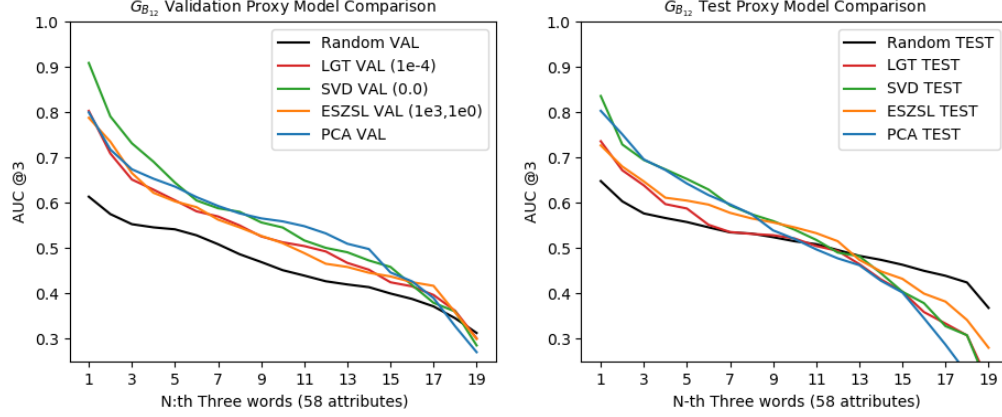 G_{B_{12}} Validation Proxy Model Comparison
AUC @3
1.0
0.9
0.8
0.7
0.6
0.5
0.4
0.3
Random VAL
LGT VAL (1e-4)
SVD VAL (0.0)
ESZSL VAL (1e3,1e0)
PCA VAL
1 3 5 7 9 11 13 15 17 19
N:th Three words (58 attributes)
G_{B_{12}} Test Proxy Model Comparison
AUC @3
1.0
0.9
0.8
0.7
0.6
0.5
0.4
0.3
Random TEST
LGT TEST
SVD TEST
ESZSL TEST
PCA TEST
1 3 5 7 9 11 13 15 17 19
N-th Three words (58 attributes)